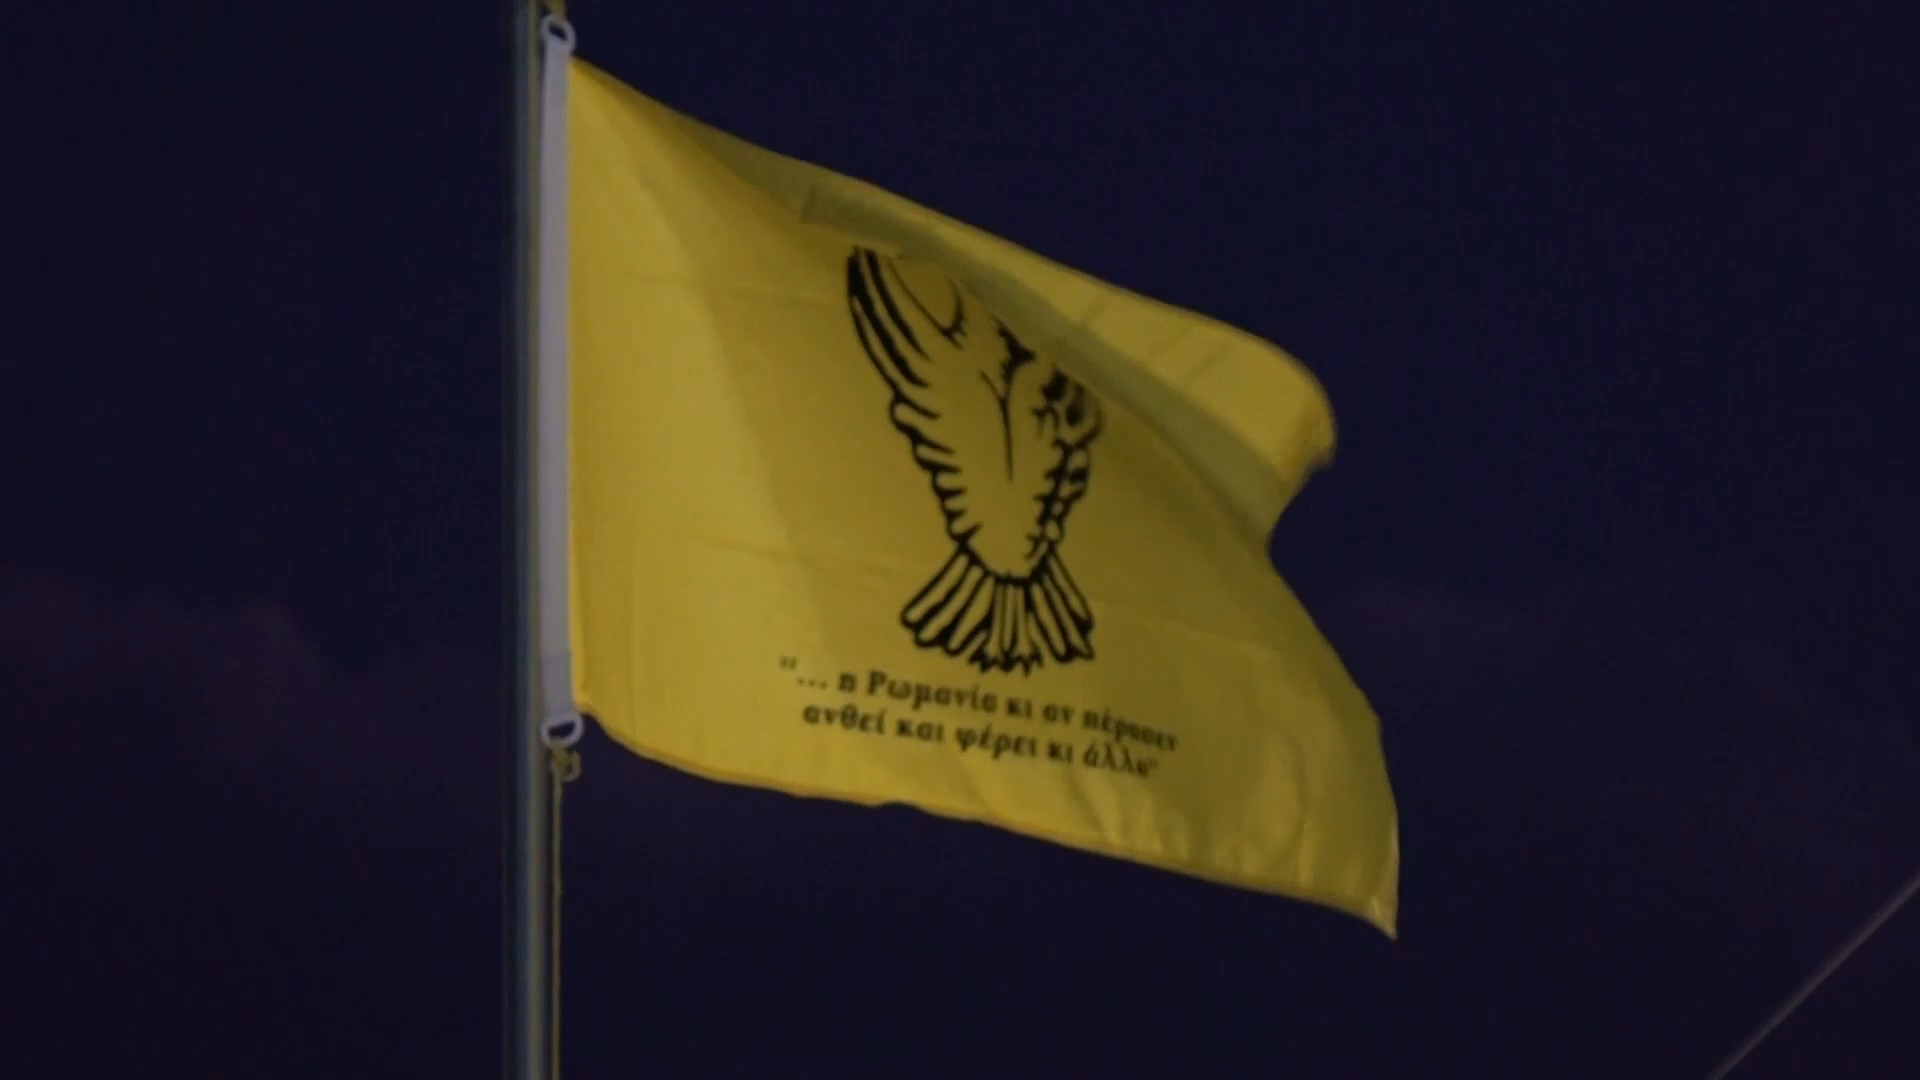 "... η Ρωμανία κι αν πέρασεν
ανθεί και φέρει κι άλλο"